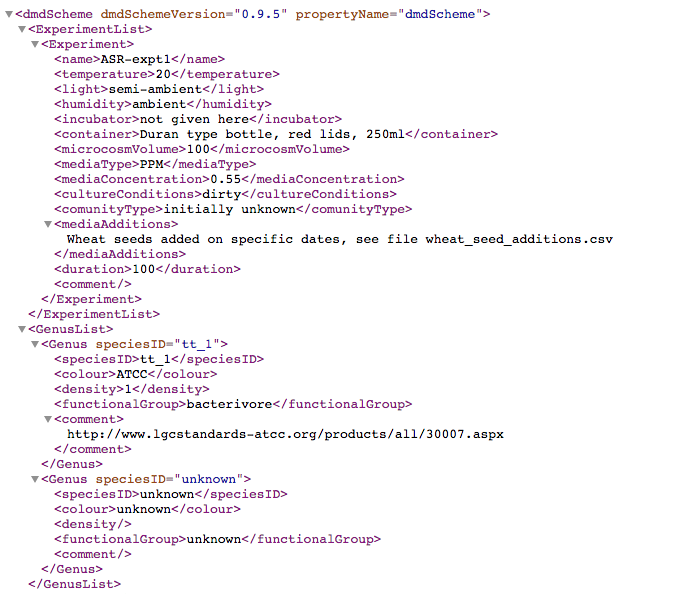 <dmdScheme dmdSchemeVersion="0.9.5" propertyName="dmdScheme">
<ExperimentList>
<Experiment>
<name>ASR-expt1</name>
<temperature>20</temperature>
<light>semi-ambient</light>
<humidity>ambient</humidity>
<incubator>not given here</incubator>
<container>Duran type bottle, red lids, 250ml</container>
<microcosmVolume>100</microcosmVolume>
<mediaType>PPM</mediaType>
<mediaConcentration>0.55</mediaConcentration>
<cultureConditions>dirty</cultureConditions>
<comunityType>initially unknown</comunityType>
<mediaAdditions>
Wheat seeds added on specific dates, see file wheat_seed_additions.csv
</mediaAdditions>
<duration>100</duration>
<comment/>
</Experiment>
</ExperimentList>
<GenusList>
<Genus speciesID="tt_1">
<speciesID>tt_1</speciesID>
<colour>ATCC</colour>
<density>1</density>
<functionalGroup>bacterivore</functionalGroup>
<comment>
http://www.lgcstandards-atcc.org/products/all/30007.aspx
</comment>
</Genus>
<Genus speciesID="unknown">
<speciesID>unknown</speciesID>
<colour>unknown</colour>
<density/>
<functionalGroup>unknown</functionalGroup>
<comment/>
</Genus>
</GenusList>